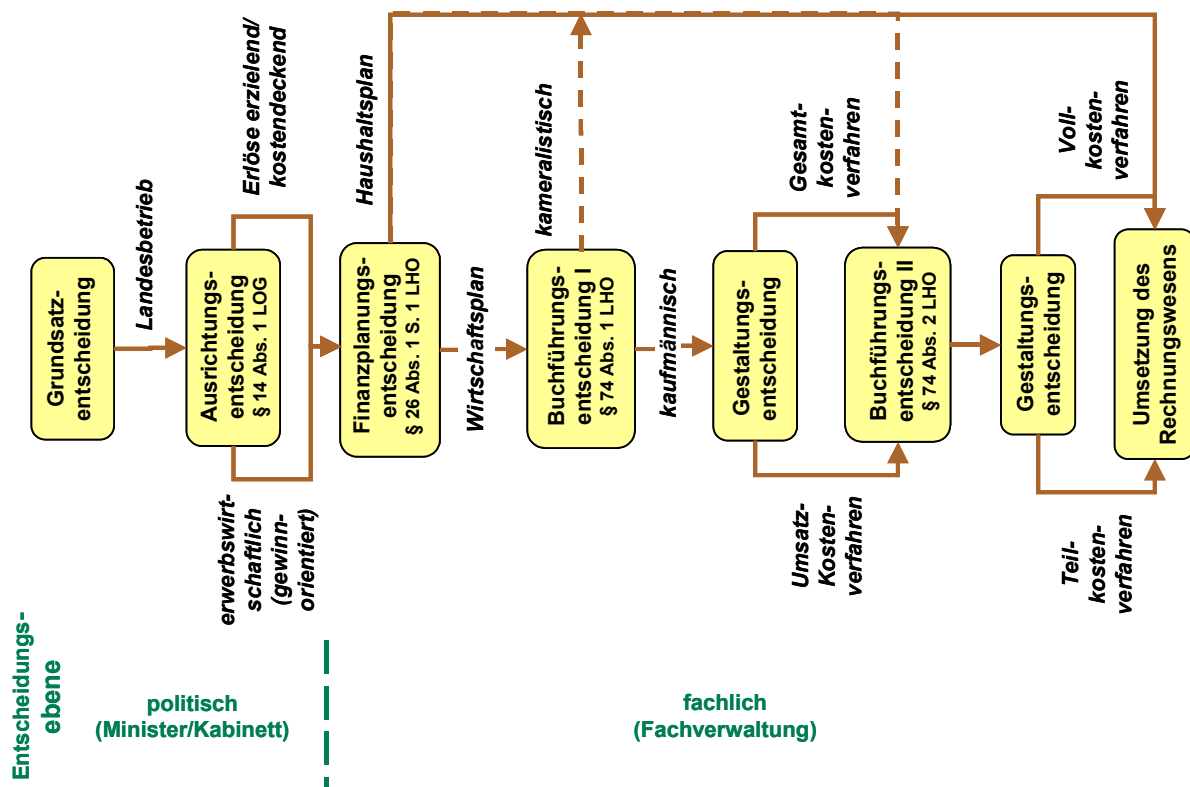 Entscheidungs-
ebene
politisch
(Minister/Kabinett)
fachlich
(Fachverwaltung)
Grundsatz-
entscheidung
Landesbetrieb
Ausrichtungs-
entscheidung
§ 14 Abs. 1 LOG
erwerbswirt-
schaftlich
(gewinn-
orientiert)
Erlöse erzielend/
kostendeckend
Finanzplanungs-
entscheidung
§ 26 Abs. 1 S. 1 LHO
Haushaltsplan
Wirtschaftsplan
Buchführungs-
entscheidung I
§ 74 Abs. 1 LHO
kameralistisch
kaufmännisch
Gestaltungs-
entscheidung
Umsatz-
Kosten-
verfahren
Gesamt-
kosten-
verfahren
Buchführungs-
entscheidung II
§ 74 Abs. 2 LHO
Gestaltungs-
entscheidung
Teil-
kosten-
verfahren
Voll-
kosten-
verfahren
Umsetzung des
Rechnungswesens